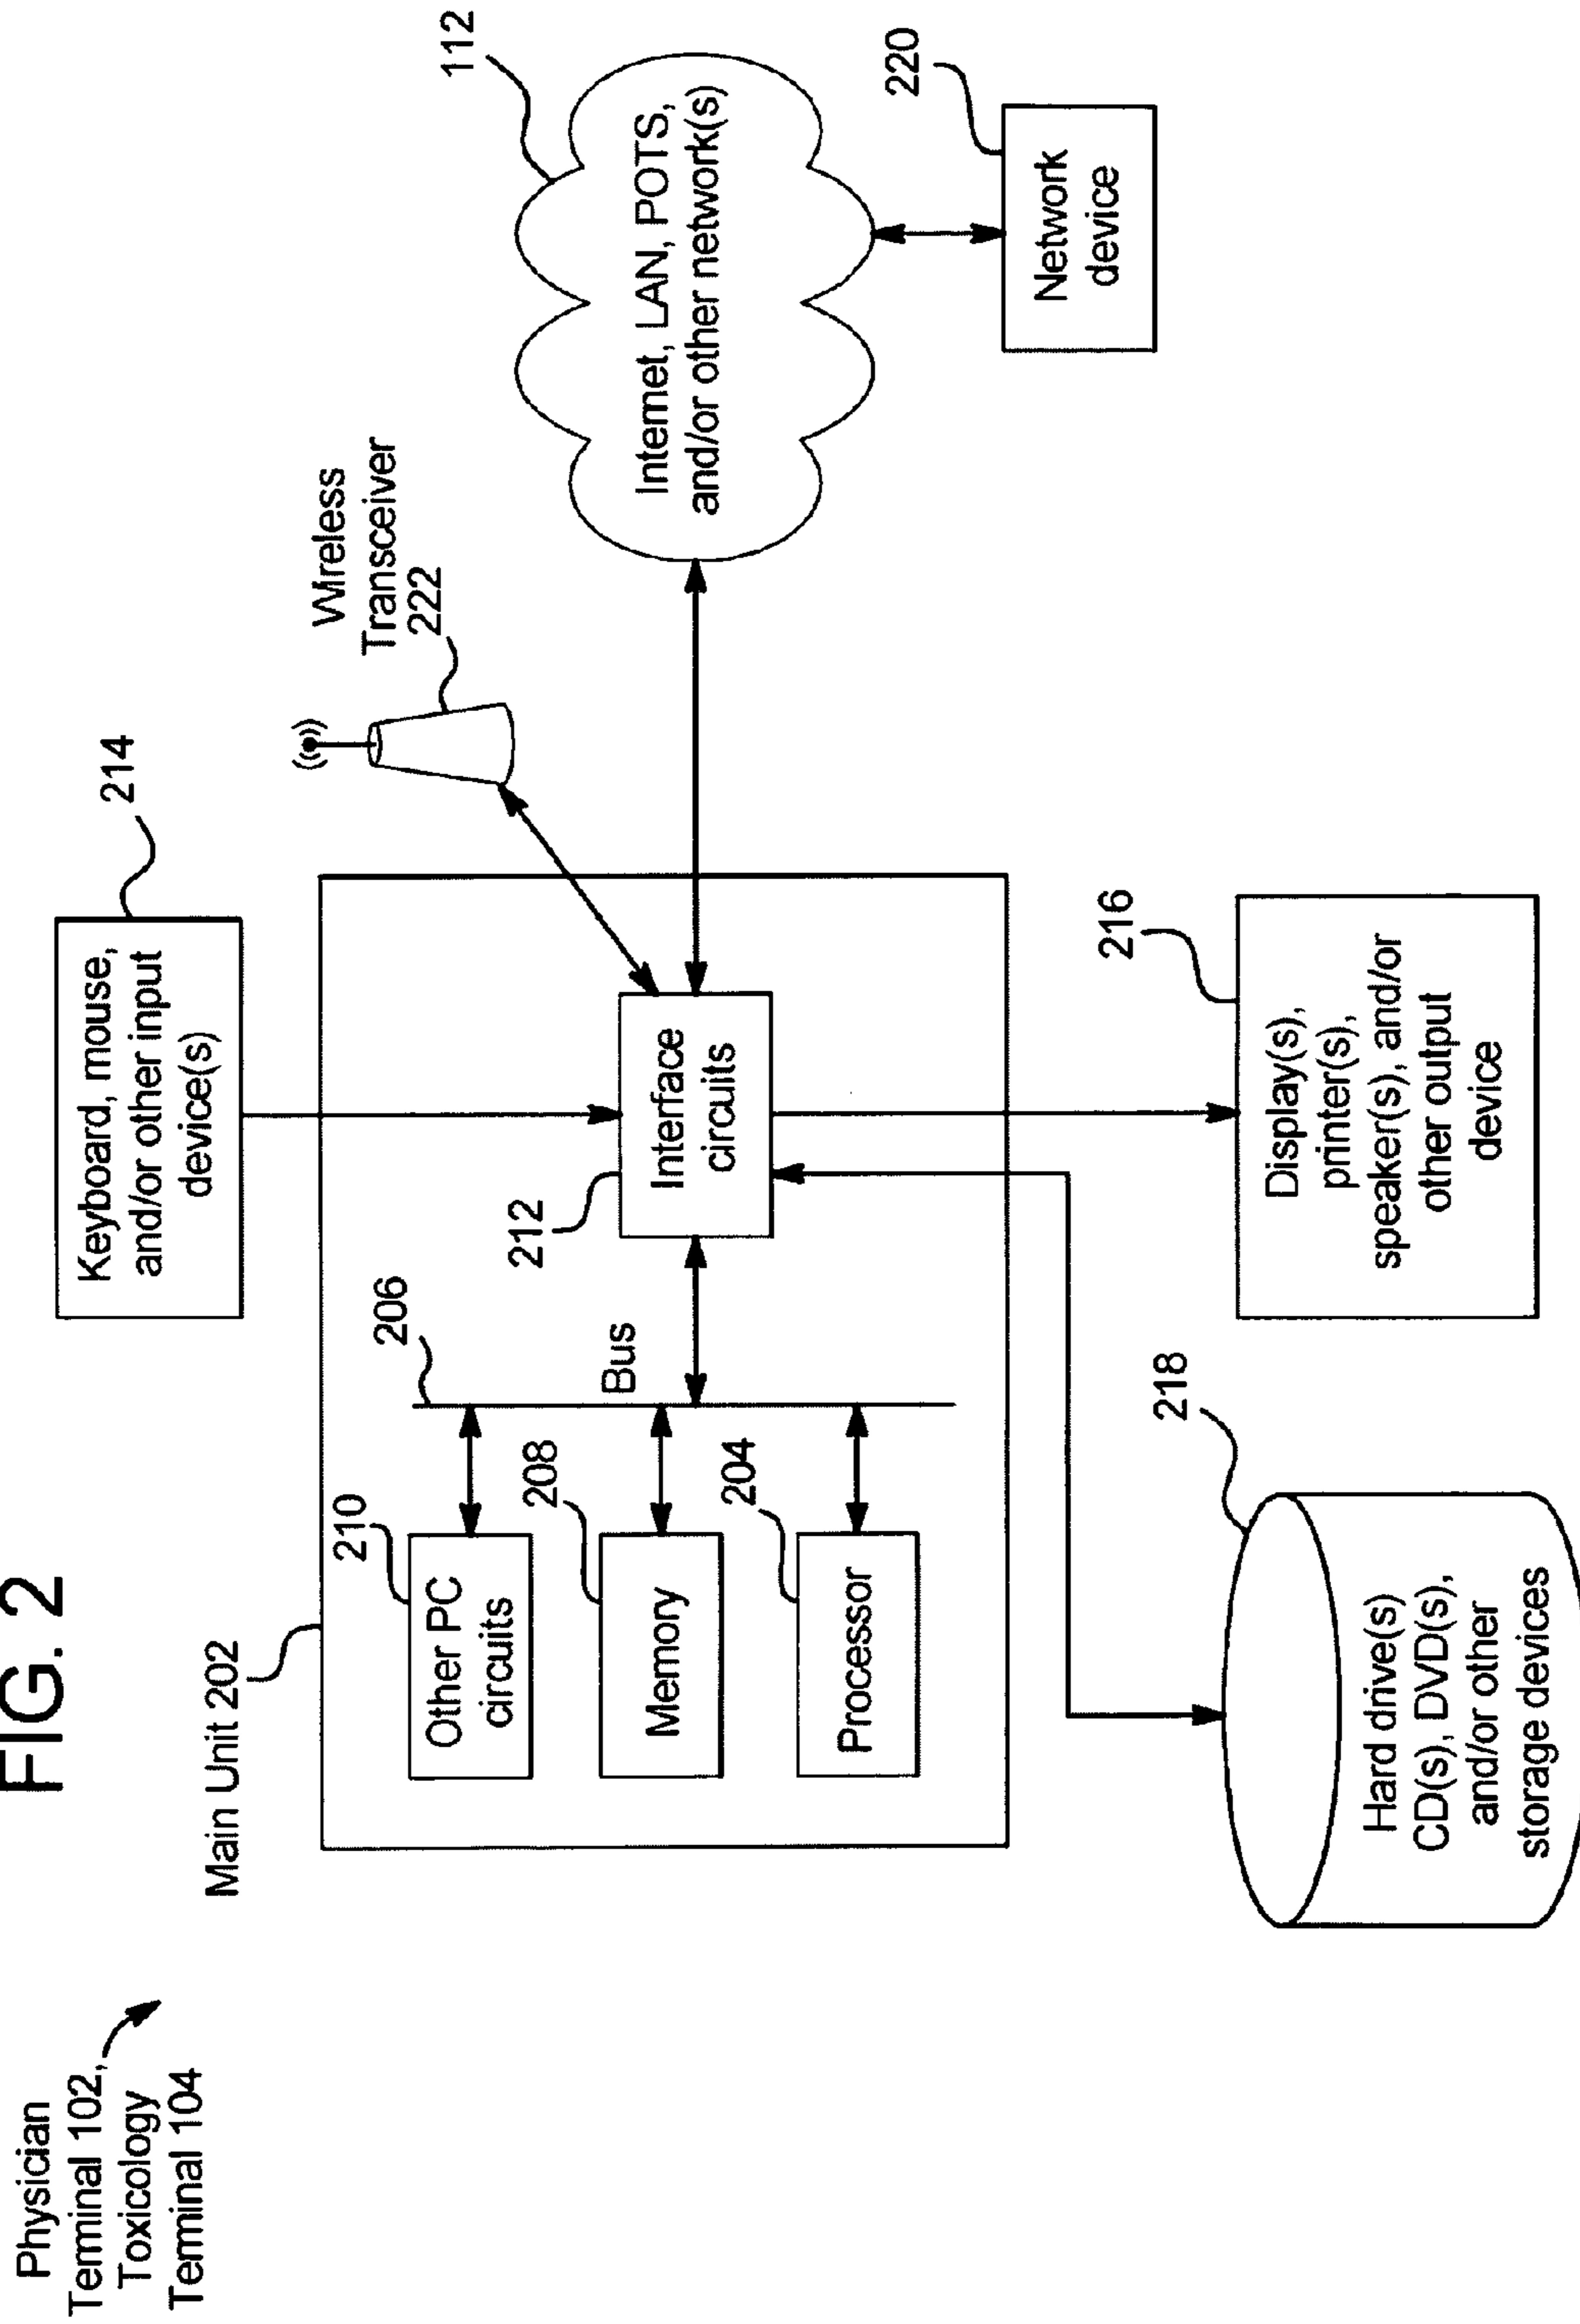 FIG. 2
Physician
Terminal 102,
Toxicology
Terminal 104
Main Unit 202
Keyboard, mouse,
and/or other input
device(s)
214
210
Other PC
circuits
208
Memory
204
Processor
206
Bus
212
Interface
circuits
Wireless
Transceiver
222
112
Internet, LAN, POTS,
and/or other network(s)
220
Network
device
218
Hard drive(s)
CD(s), DVD(s),
and/or other
storage devices
216
Display(s),
printer(s),
speaker(s), and/or
other output
device